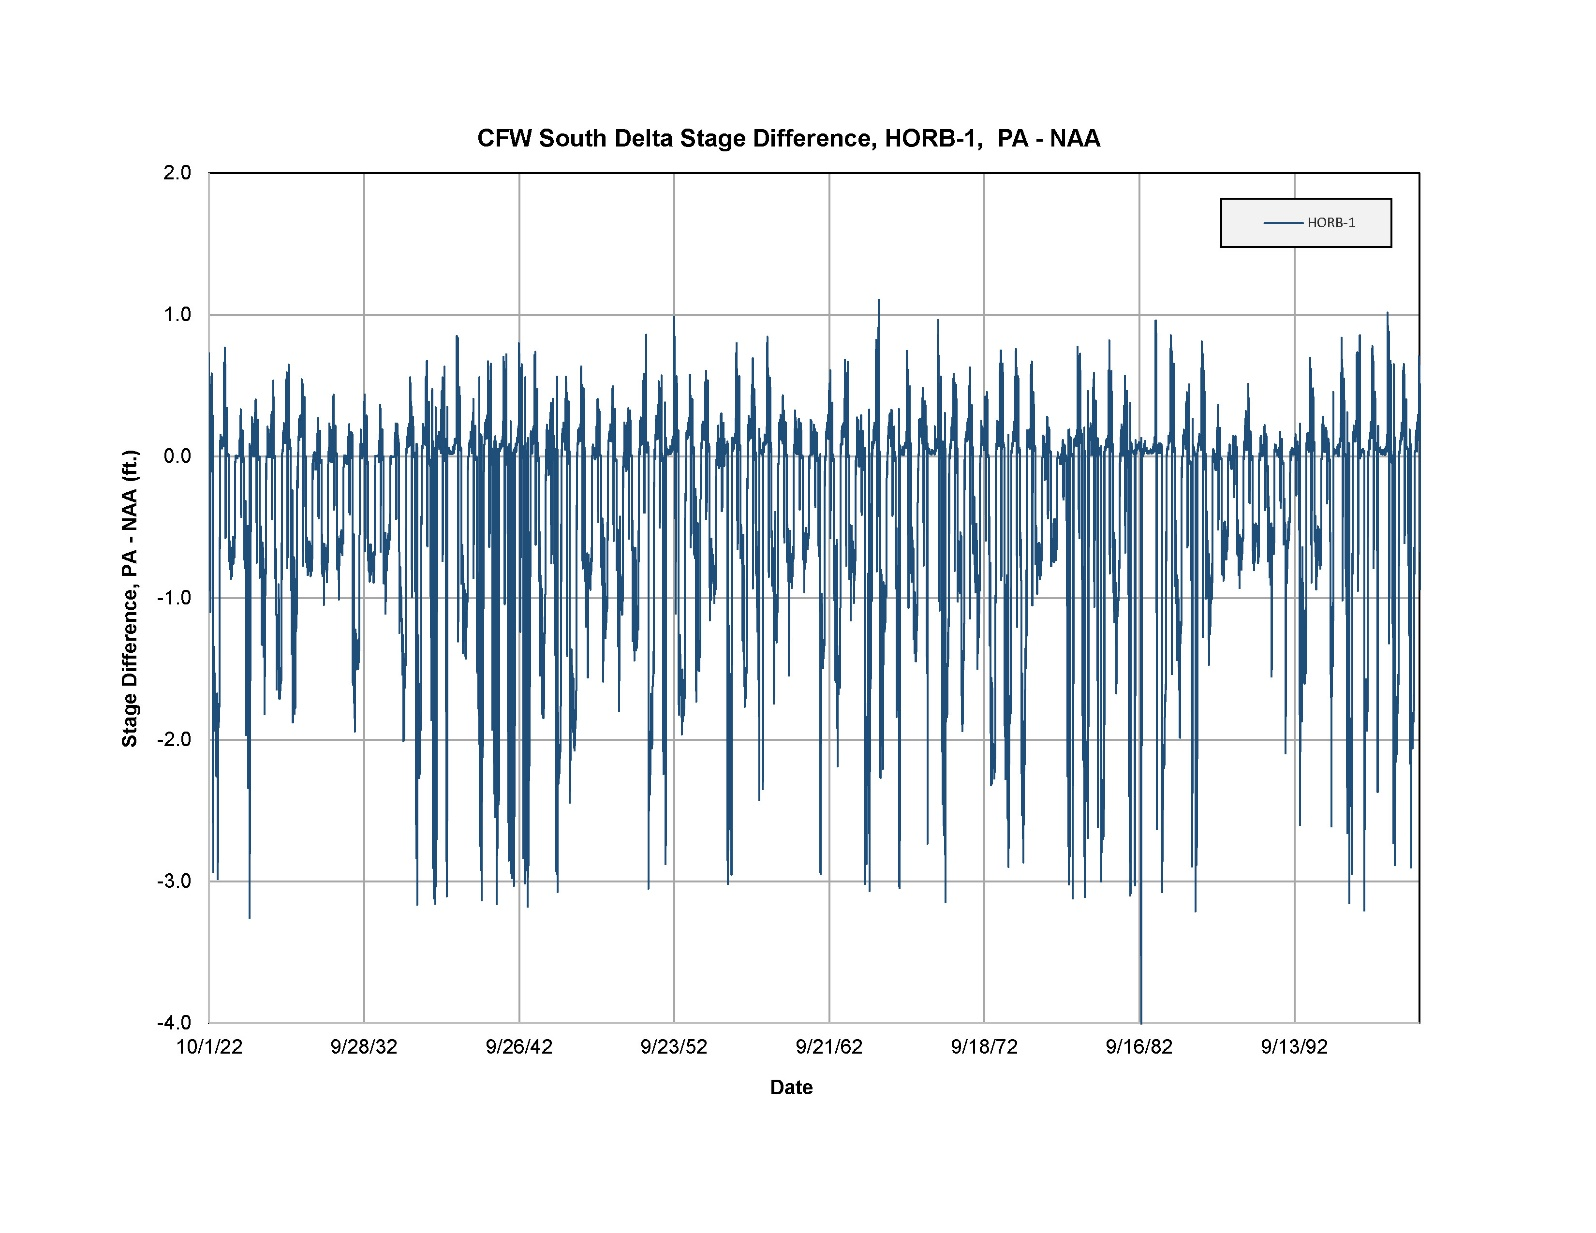 CFW South Delta Stage Difference, HORB-1,  PA - NAA
2.0
HORB-1
1.0
0.0
-1.0
-2.0
-3.0
-4.0
Stage Difference, PA - NAA (ft.)
10/1/22 9/28/32 9/26/42 9/23/52 9/21/62 9/18/72 9/16/82 9/13/92
Date